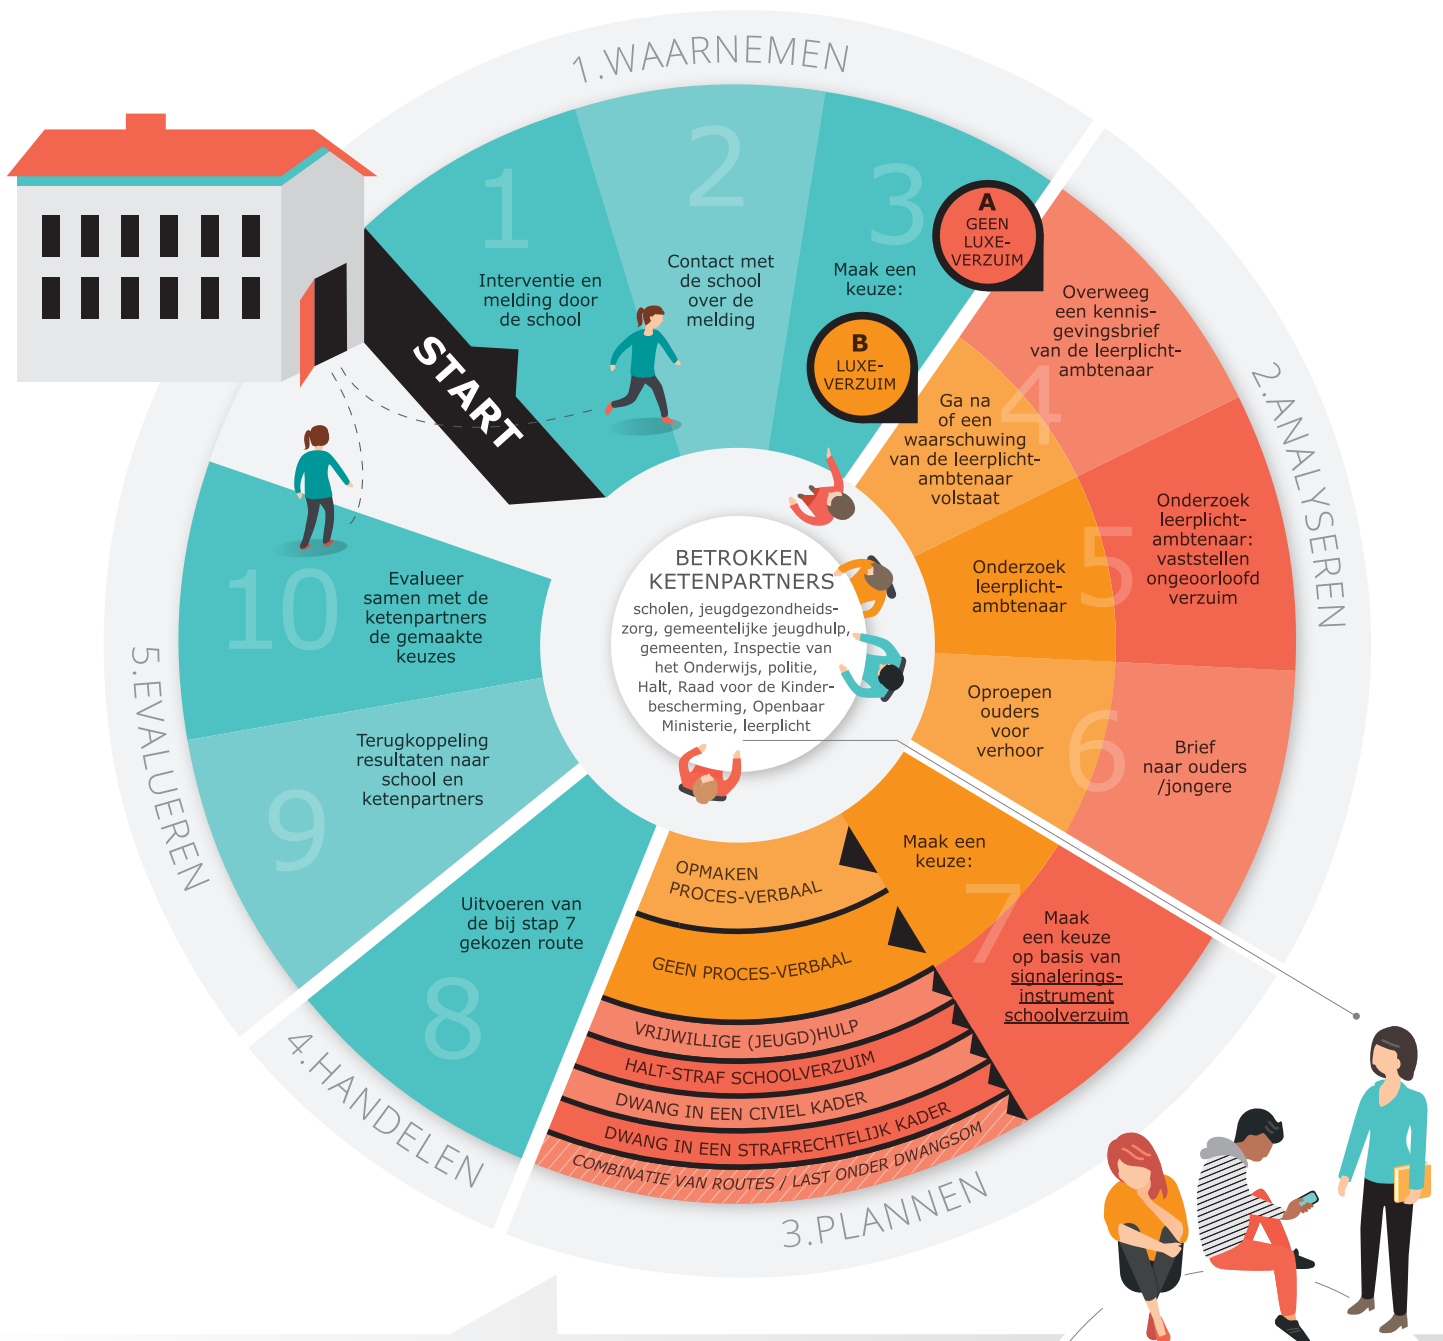 1.WAARNEMEN
START
1
Interventie en
melding door
de school
2
Contact met
de school
over de
melding
3
Maak een
keuze:
A
GEEN
LUXE-
VERZUIM
B
LUXE-
VERZUIM
2.ANALYSEREN
4
Overweeg
een kennis-
gevingsbrief
van de leerplicht-
ambtenaar
Ga na
of een
waarschuwing
van de leerplicht-
ambtenaar
volstaat
5
Onderzoek
leerplicht-
ambtenaar:
vaststellen
ongeoorloofd
verzuim
Onderzoek
leerplicht-
ambtenaar
6
Brief
naar ouders
/jongere
Oproepen
ouders
voor
verhoor
3.PLANNEN
7
Maak een
keuze:
Maak
een keuze
op basis van
signalerings-
instrument
schoolverzuim
OPMAKEN
PROCES-VERBAAL
GEEN PROCES-VERBAAL
VRIJWILLIGE (JEUGD)HULP
HALT-STRAF SCHOOLVERZUIM
DWANG IN EEN CIVIEL KADER
DWANG IN EEN STRAFRECHTELIJK KADER
COMBINATIE VAN ROUTES / LAST ONDER DWANGSOM
4.HANDELEN
8
Uitvoeren van
de bij stap 7
gekozen route
5.EVALUEREN
9
Terugkoppeling
resultaten naar
school en
ketenpartners
10
Evalueer
samen met de
ketenpartners
de gemaakte
keuzes
BETROKKEN
KETENPARTNERS
scholen, jeugdgezondheids-
zorg, gemeentelijke jeugdhulp,
gemeenten, Inspectie van
het Onderwijs, politie,
Halt, Raad voor de Kinder-
bescherming, Openbaar
Ministerie, leerplicht